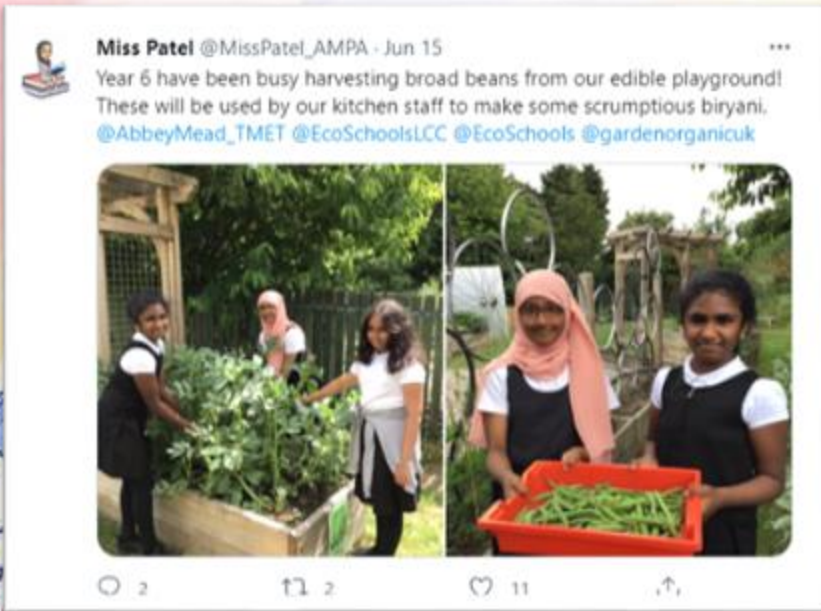 Miss Patel @MissPatel_AMPA · Jun 15
Year 6 have been busy harvesting broad beans from our edible playground!
These will be used by our kitchen staff to make some scrumptious biryani.
@AbbeyMead_TMET @EcoSchoolsLCC @EcoSchools @gardenorganicuk
2 2 11